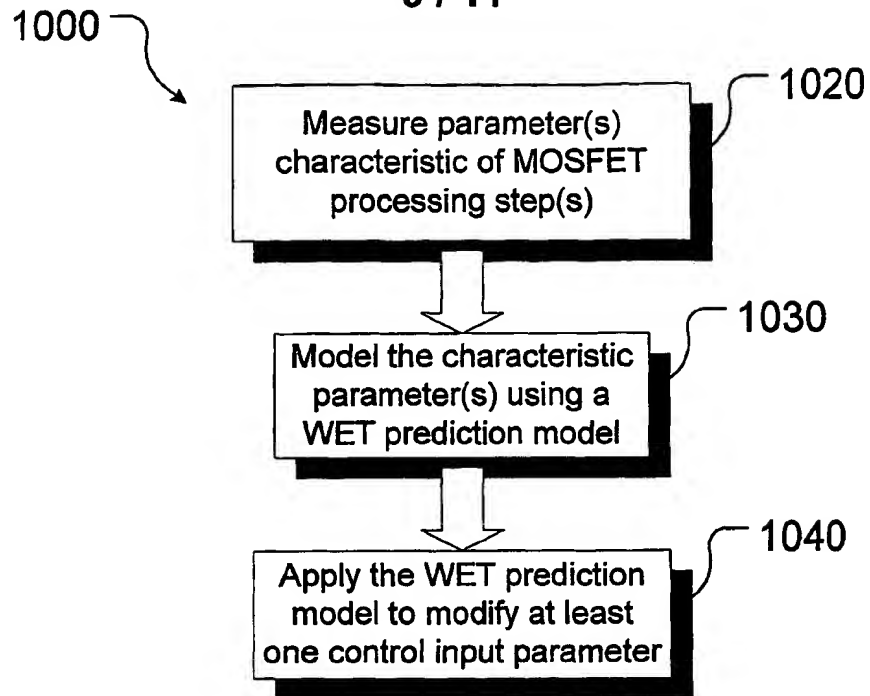 1000
1020
Measure parameter(s)
characteristic of MOSFET
processing step(s)
1030
Model the characteristic
parameter(s) using a
WET prediction model
1040
Apply the WET prediction
model to modify at least
one control input parameter